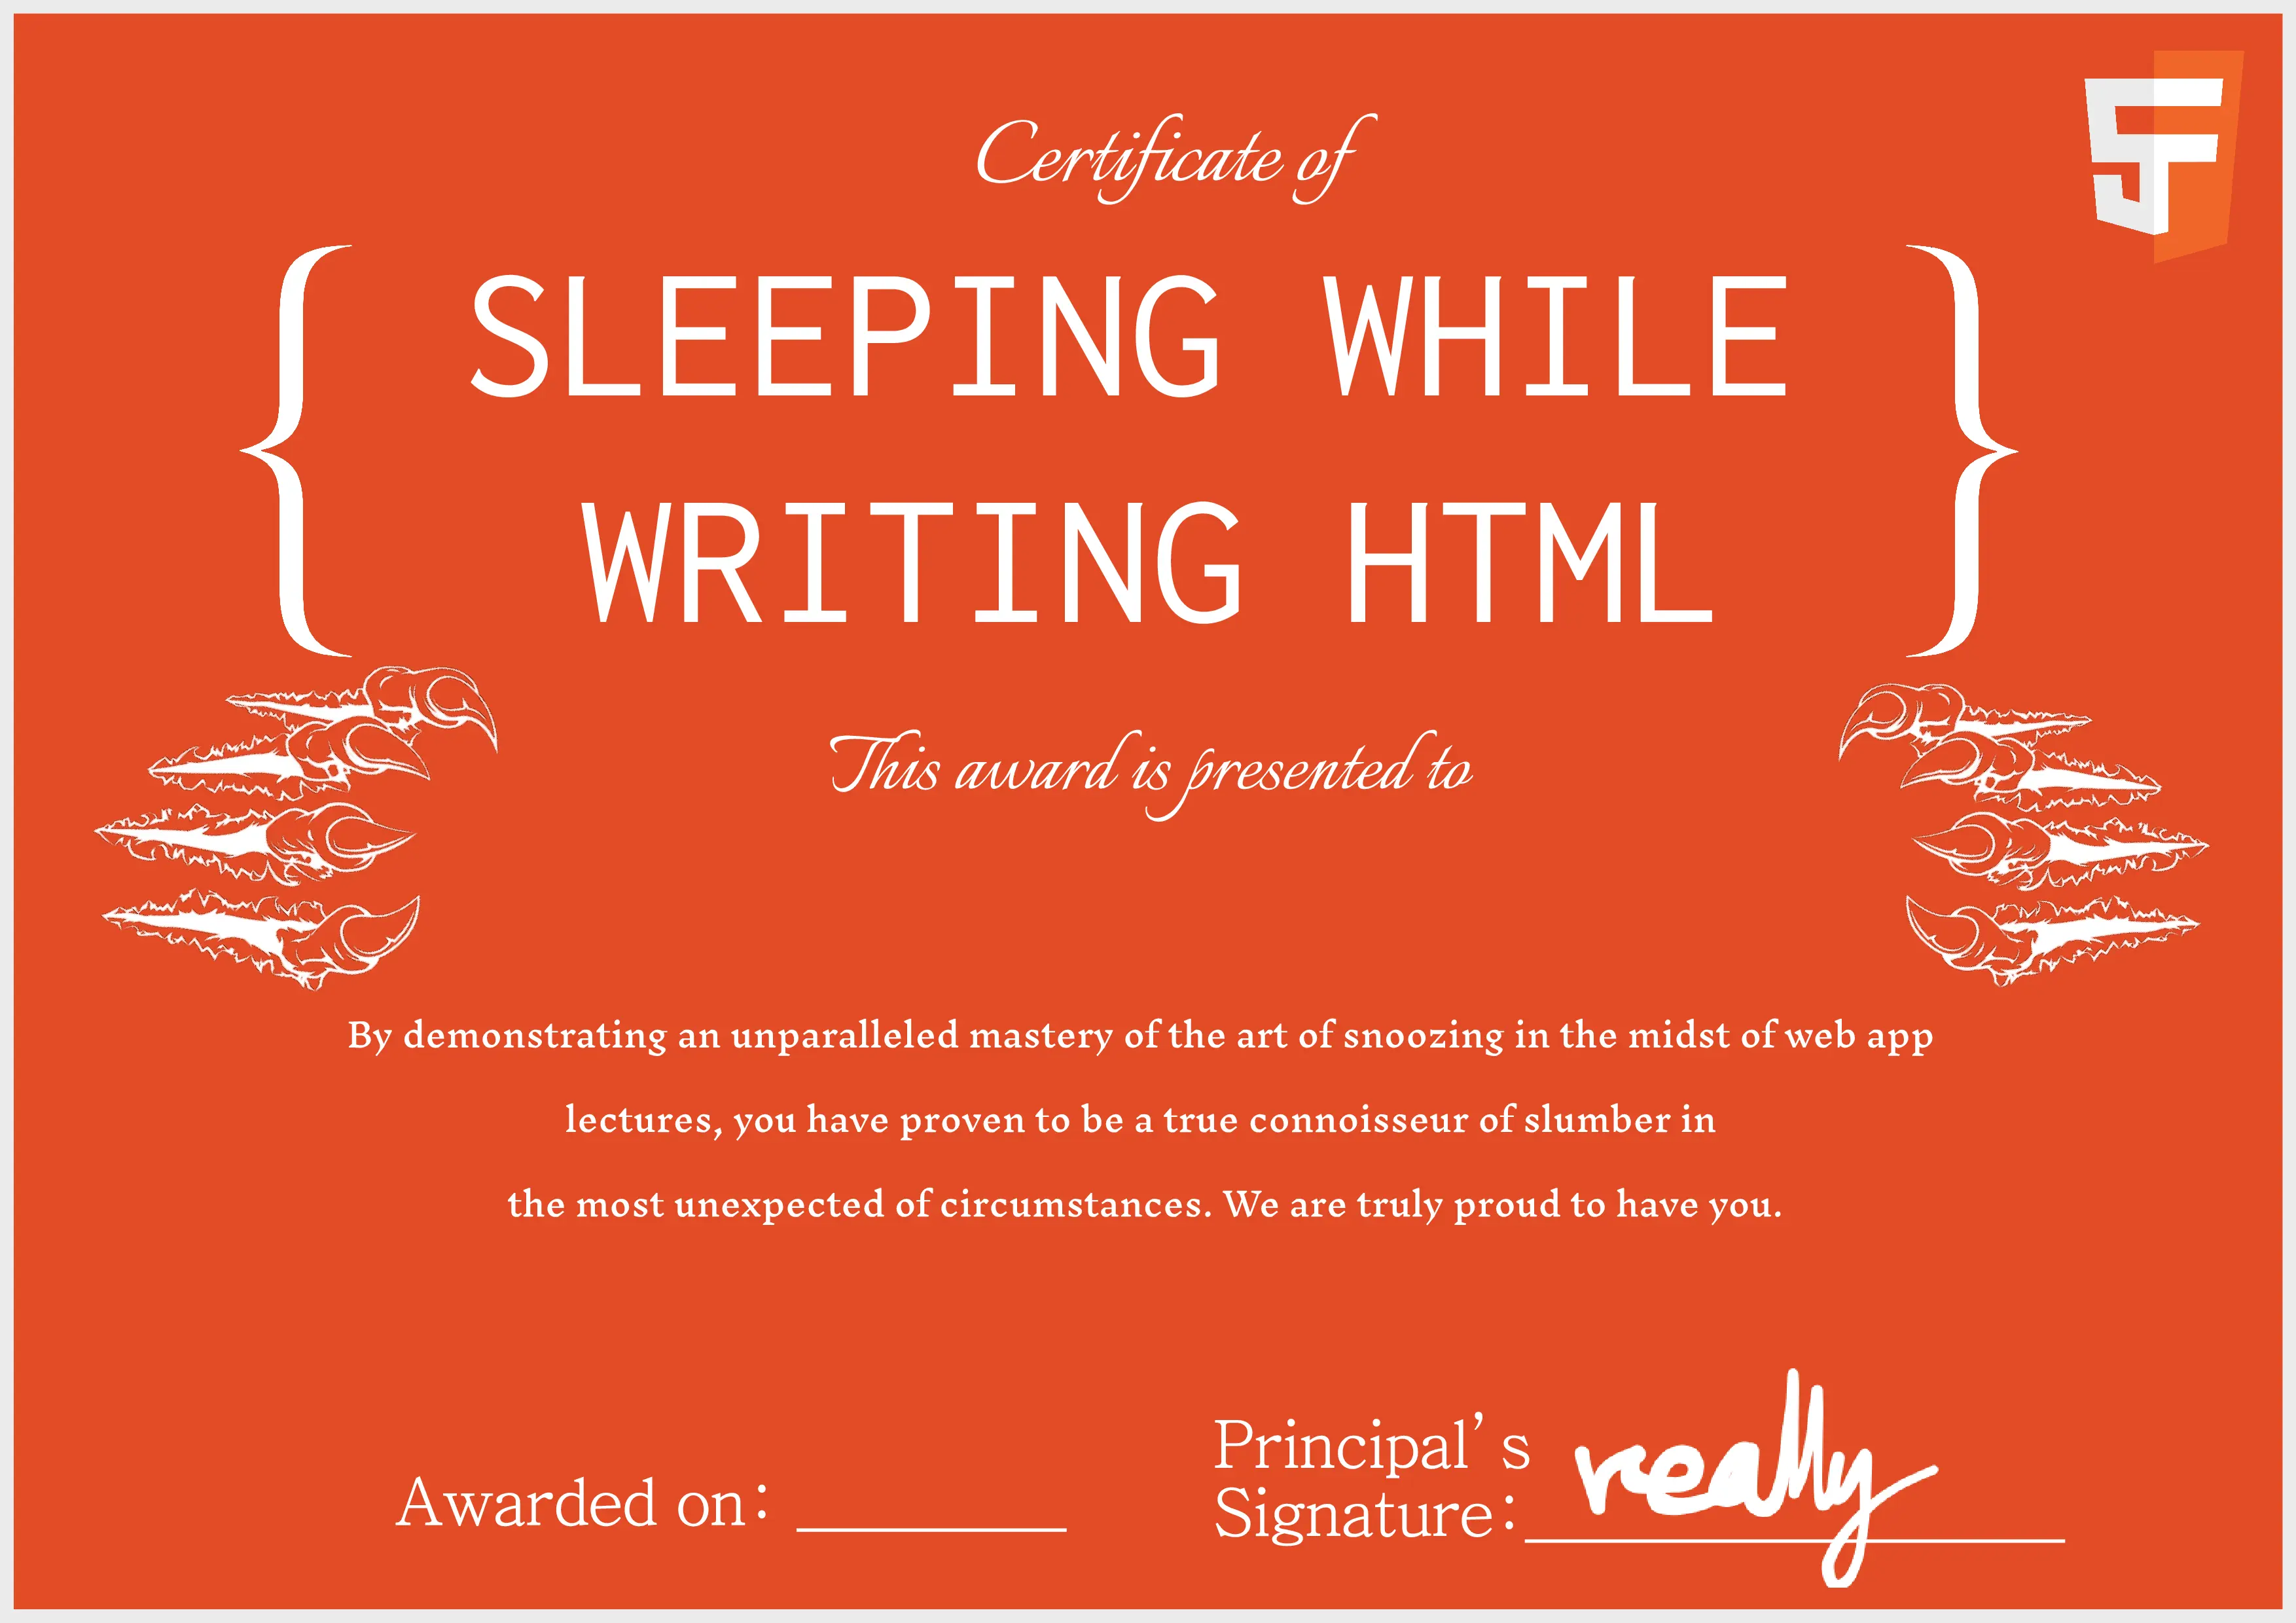 Certificate of
{ SLEEPING WHILE
WRITING HTML }
This award is presented to
By demonstrating an unparalleled mastery of the art of snoozing in the midst of web app
lectures, you have proven to be a true connoisseur of slumber in
the most unexpected of circumstances. We are truly proud to have you.
Awarded on:
Principal's
Signature: really